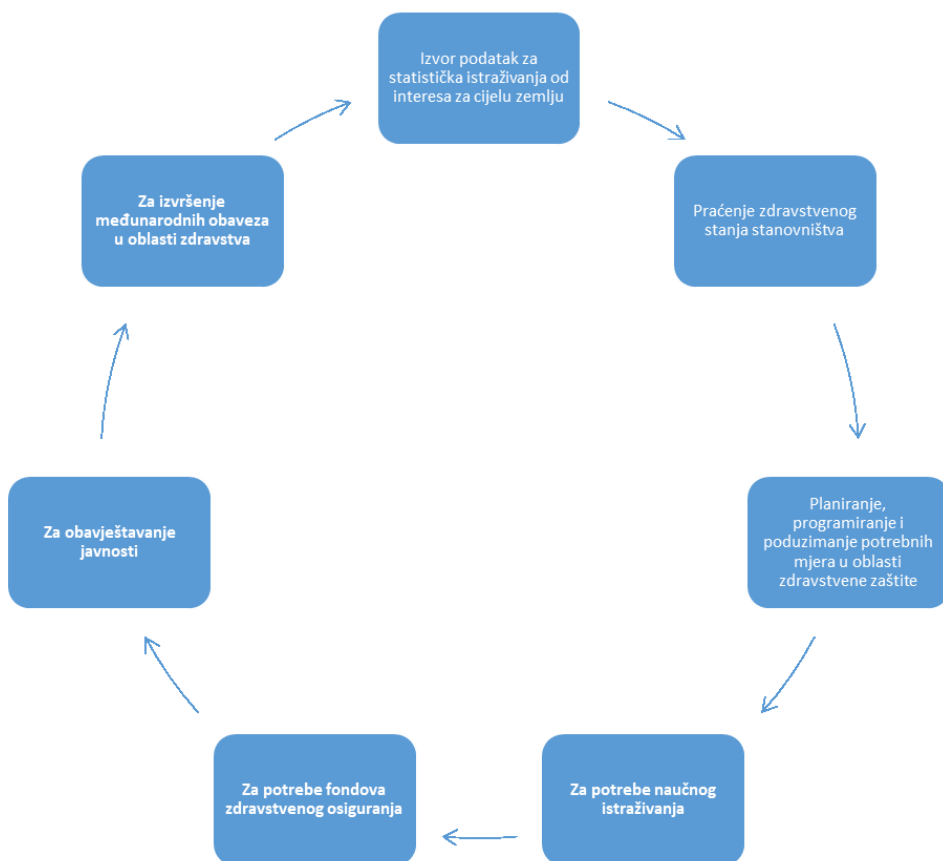 Izvor podatak za
statistička istraživanja od
interesa za cijelu zemlju
Praćenje zdravstvenog
stanja stanovništva
Planiranje,
programiranje i
poduzimanje potrebnih
mjera u oblasti
zdravstvene zaštite
Za potrebe naučnog
istraživanja
Za potrebe fondova
zdravstvenog osiguranja
Za obavještavanje
javnosti
Za izvršenje
međunarodnih obaveza
u oblasti zdravstva